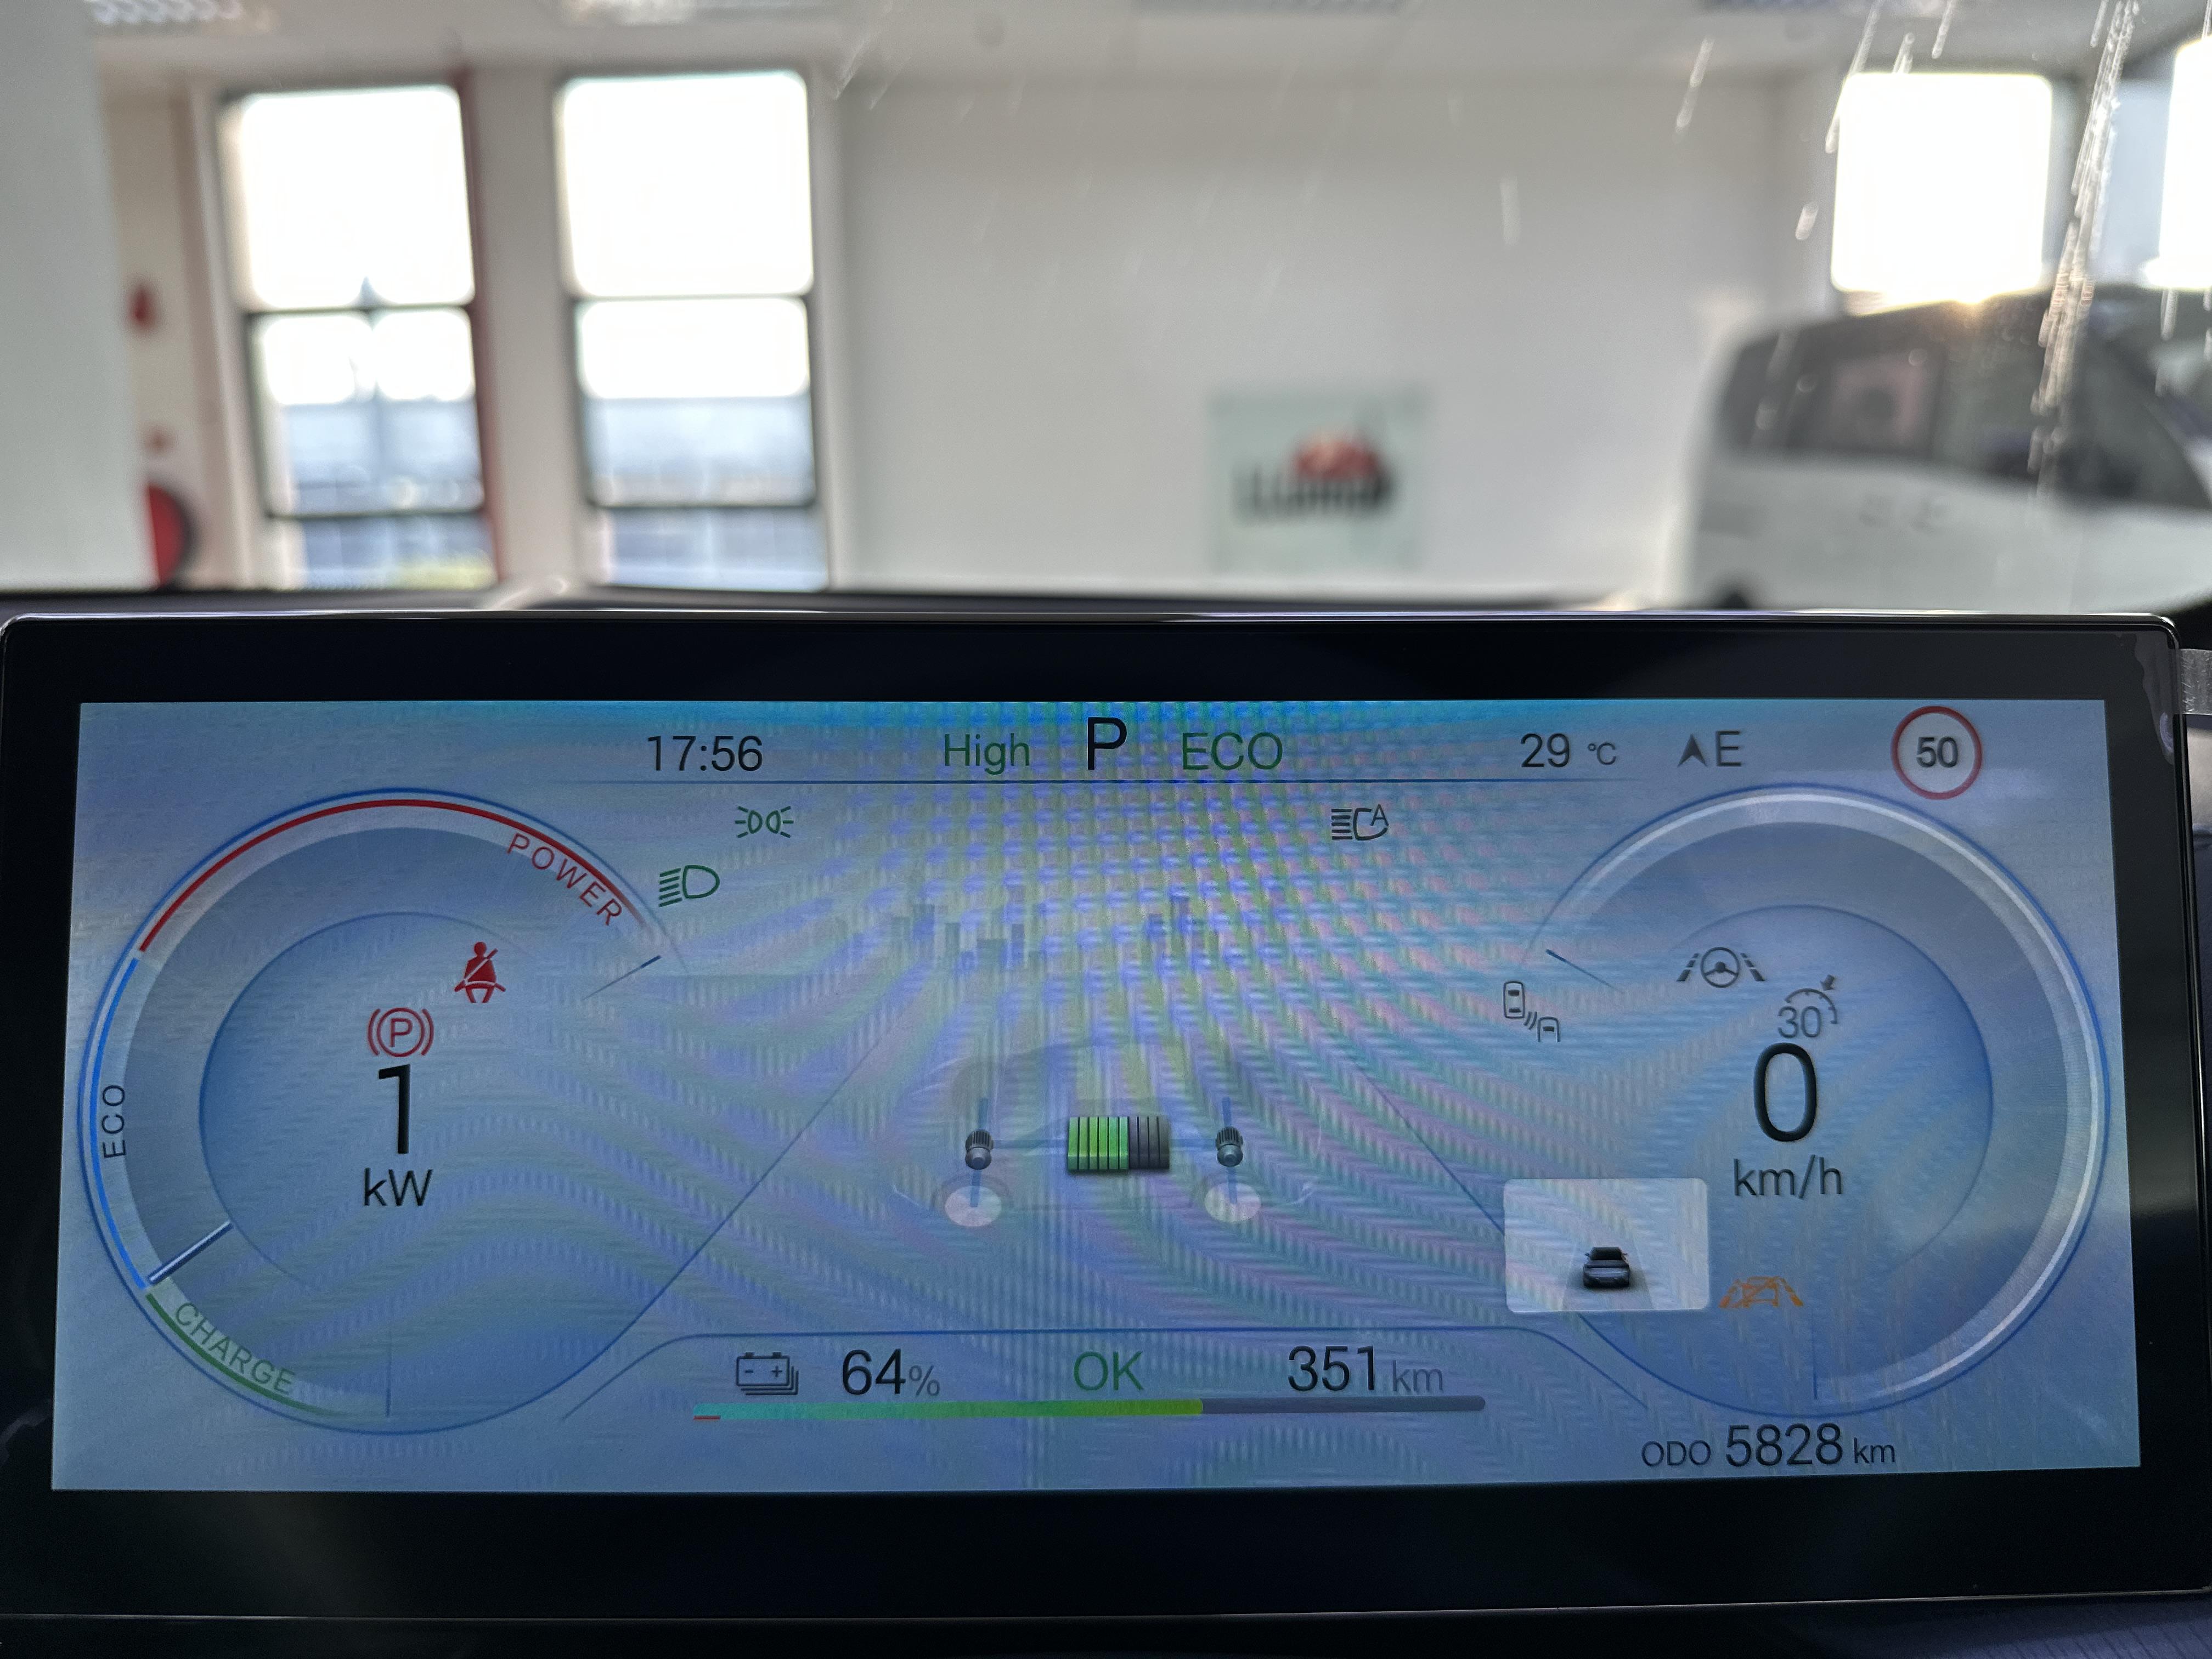 17:56 High P ECO 29 °C E 50
A
POWER
30
P
1
kW
ECO
0
km/h
CHARGE
64% OK 351 km
ODO 5828 km